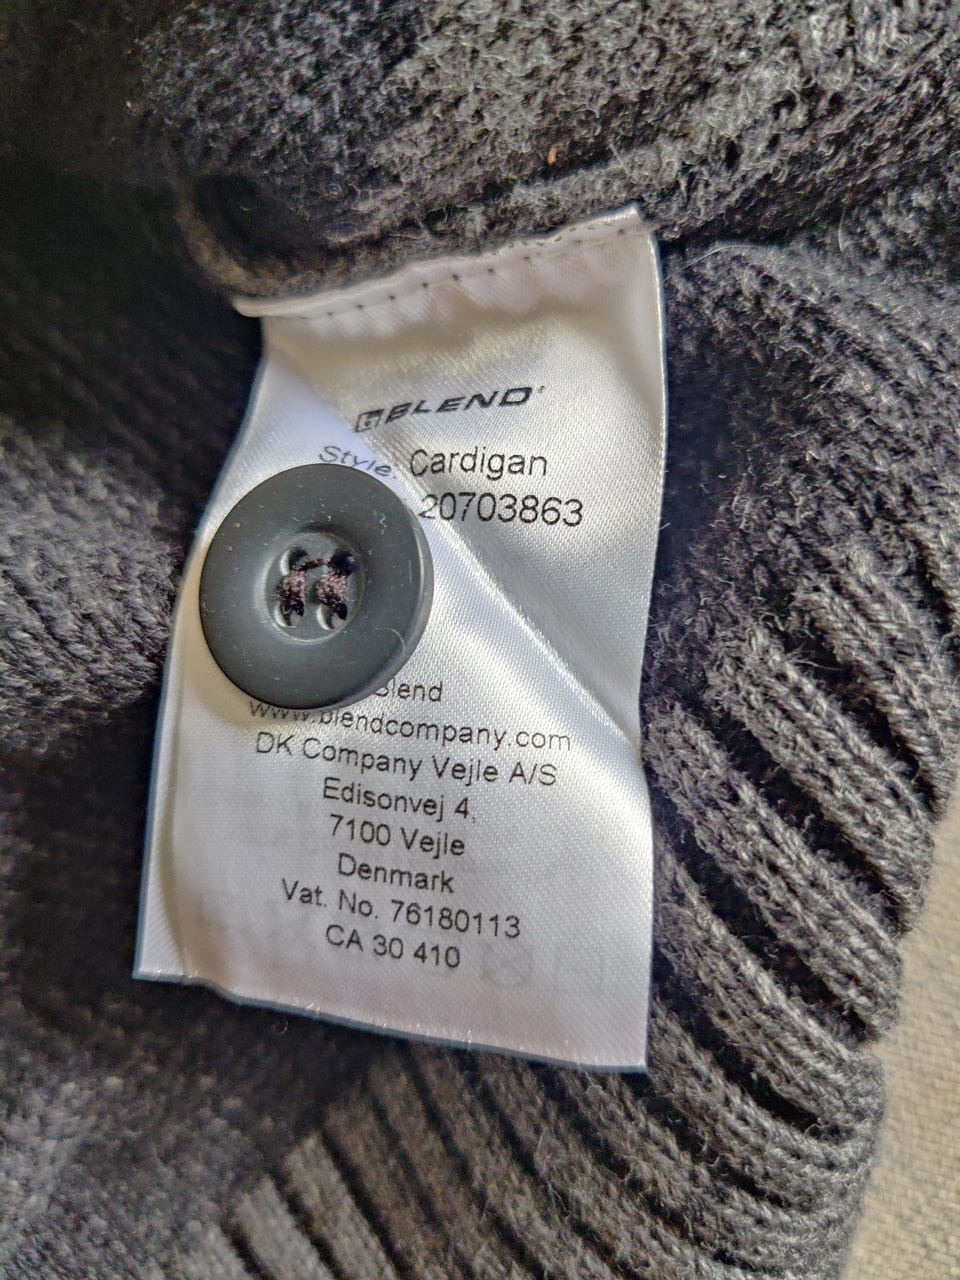 BLEND
Style: Cardigan
20703863
Blend
www.blendcompany.com
DK Company Vejle A/S
Edisonvej 4,
7100 Vejle
Denmark
Vat. No. 76180113
CA 30 410